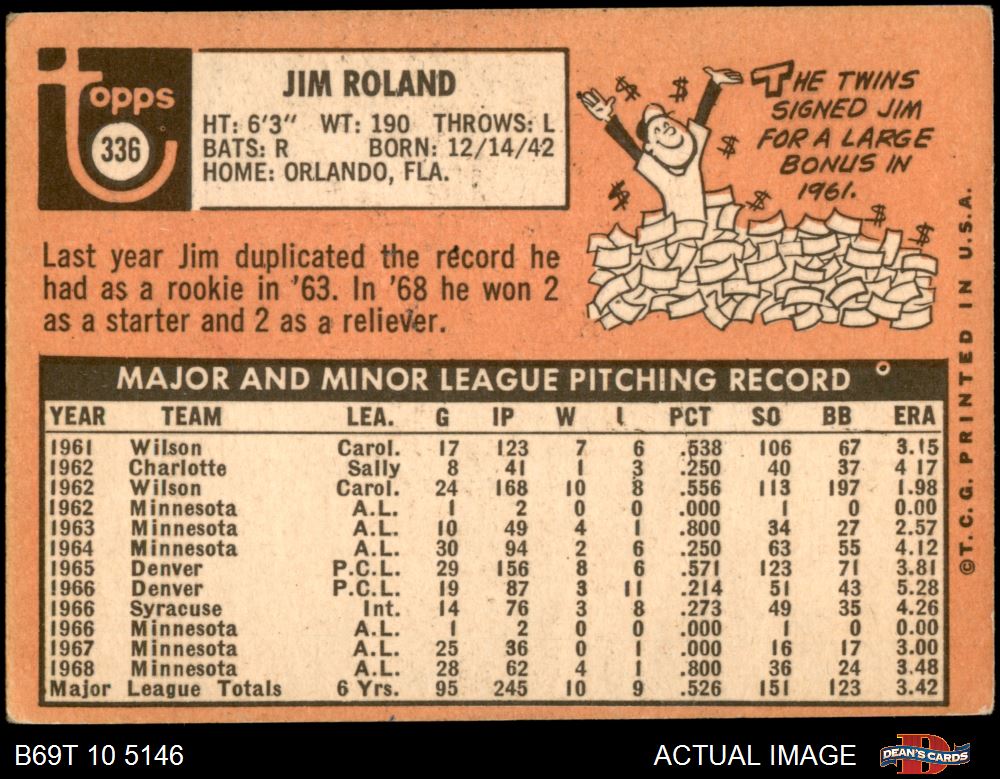 Topps
336
JIM ROLAND
HT: 6'3" WT: 190 THROWS: L
BATS: R BORN: 12/14/42
HOME: ORLANDO, FLA.
THE TWINS
SIGNED JIM
FOR A LARGE
BONUS IN
1961.
$ $ $ $ $ $ $
Last year Jim duplicated the record he
had as a rookie in '63. In '68 he won 2
as a starter and 2 as a reliever.
MAJOR AND MINOR LEAGUE PITCHING RECORD
YEAR TEAM LEA. G IP W L PCT SO BB ERA
1961 Wilson Carol. 17 123 7 6 .538 106 67 3.15
1962 Charlotte Sally 8 41 1 3 .250 40 37 4 17
1962 Wilson Carol. 24 168 10 8 .556 113 197 1.98
1962 Minnesota A.L. 1 2 0 0 .000 1 0 0.00
1963 Minnesota A.L. 10 49 4 1 .800 34 27 2.57
1964 Minnesota A.L. 30 94 2 6 .250 63 55 4.12
1965 Denver P.C.L. 29 156 8 6 .571 123 71 3.81
1966 Denver P.C.L. 19 87 3 11 .214 51 43 5.28
1966 Syracuse Int. 14 76 3 8 .273 49 35 4.26
1966 Minnesota A.L. 1 2 0 0 .000 1 0 0.00
1967 Minnesota A.L. 25 36 0 1 .000 16 17 3.00
1968 Minnesota A.L. 28 62 4 1 .800 36 24 3.48
Major League Totals 6 Yrs. 95 245 10 9 .526 151 123 3.42
©T. C. G. PRINTED IN U.S.A.
B69T 10 5146 ACTUAL IMAGE
DEAN'S CARDS